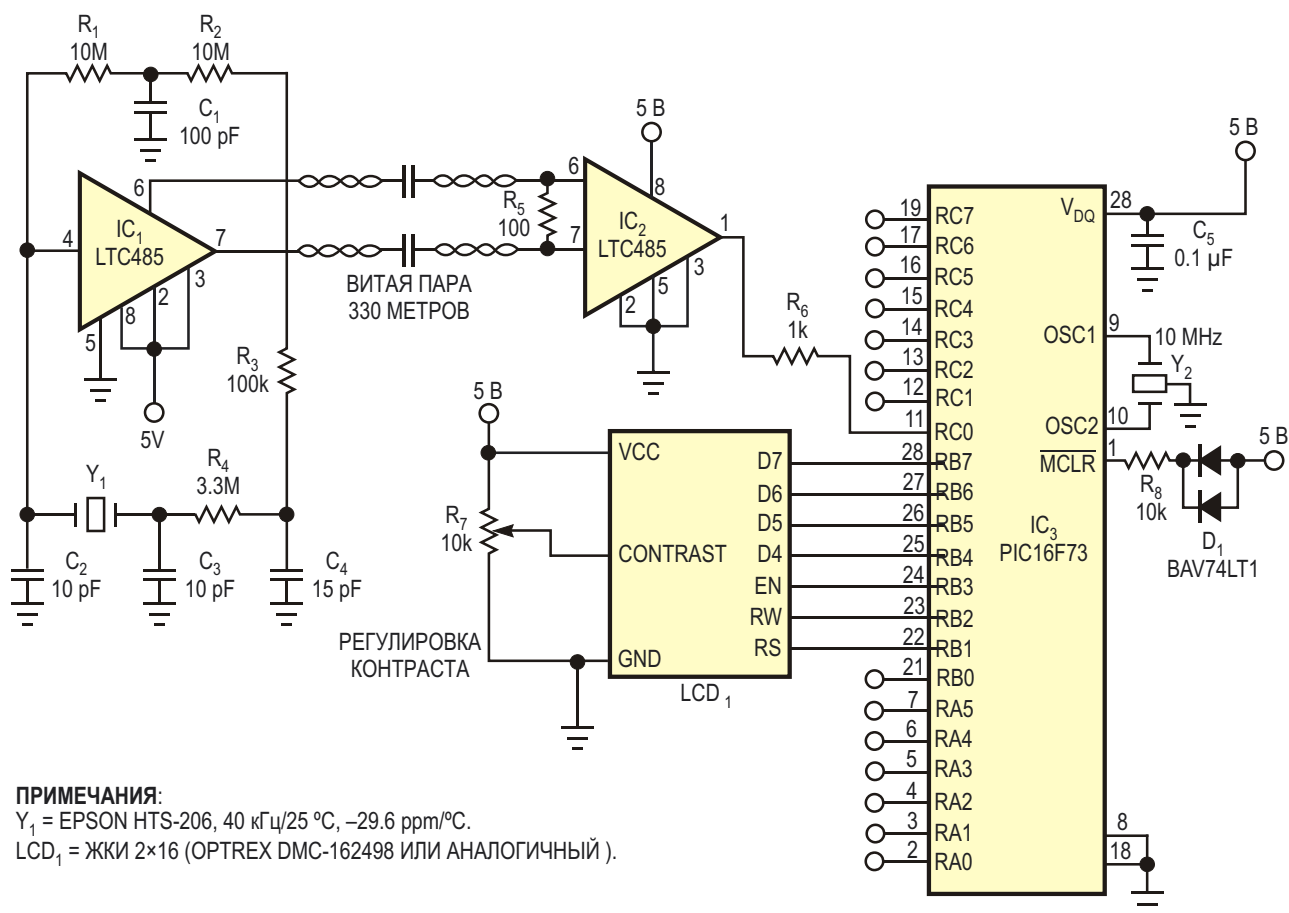 R1
10M
R2
10M
C1
100 pF
4
6
IC1
LTC485
7
3
2
8
5
5V
R3
100k
Y1
R4
3.3M
C2
10 pF
C3
10 pF
C4
15 pF
ВИТАЯ ПАРА
330 МЕТРОВ
R5
100
5 В
6
8
IC2
LTC485
7
1
3
5
2
R6
1k
5 В
R7
10k
РЕГУЛИРОВКА
КОНТРАСТА
VCC
CONTRAST
GND
D7
D6
D5
D4
EN
RW
RS
LCD 1
19 RC7
17 RC6
16 RC5
15 RC4
14 RC3
13 RC2
12 RC1
11 RC0
28 RB7
27 RB6
26 RB5
25 RB4
24 RB3
23 RB2
22 RB1
21 RB0
7 RA5
6 RA4
5 RA3
4 RA2
3 RA1
2 RA0
IC3
PIC16F73
VDQ 28
5 В
C5
0.1 µF
OSC1 9
10 MHz
Y2
OSC2 10
MCLR 1
R8
10k
5 В
D1
BAV74LT1
8
18
ПРИМЕЧАНИЯ:
Y1 = EPSON HTS-206, 40 кГц/25 ºC, –29.6 ppm/ºC.
LCD1 = ЖКИ 2×16 (OPTREX DMC-162498 ИЛИ АНАЛОГИЧНЫЙ ).